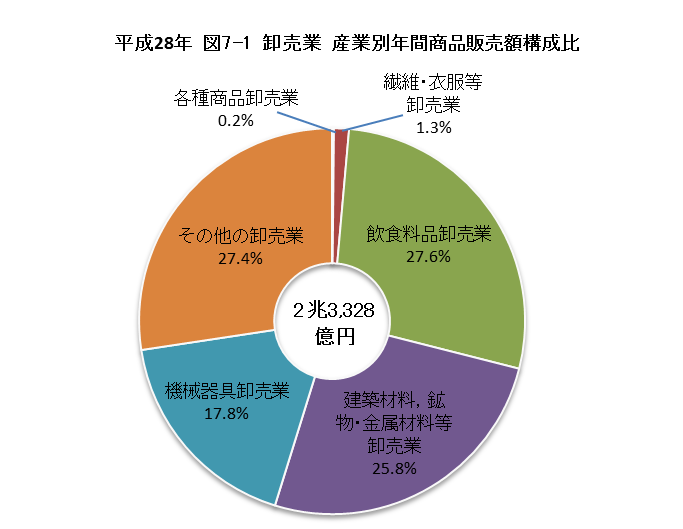 平成28年 図7-1 卸売業 産業別年間商品販売額構成比
各種商品卸売業
0.2%
繊維・衣服等
卸売業
1.3%
飲食料品卸売業
27.6%
その他の卸売業
27.4%
２兆3,328
億円
機械器具卸売業
17.8%
建築材料，鉱
物・金属材料等
卸売業
25.8%